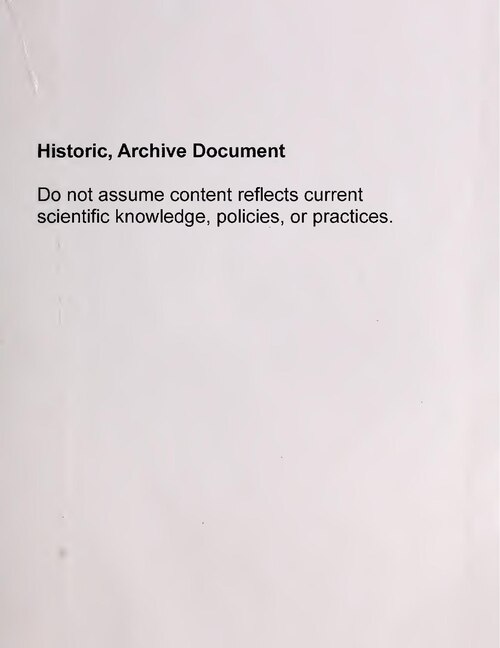 Historic, Archive Document
Do not assume content reflects current
scientific knowledge, policies, or practices.